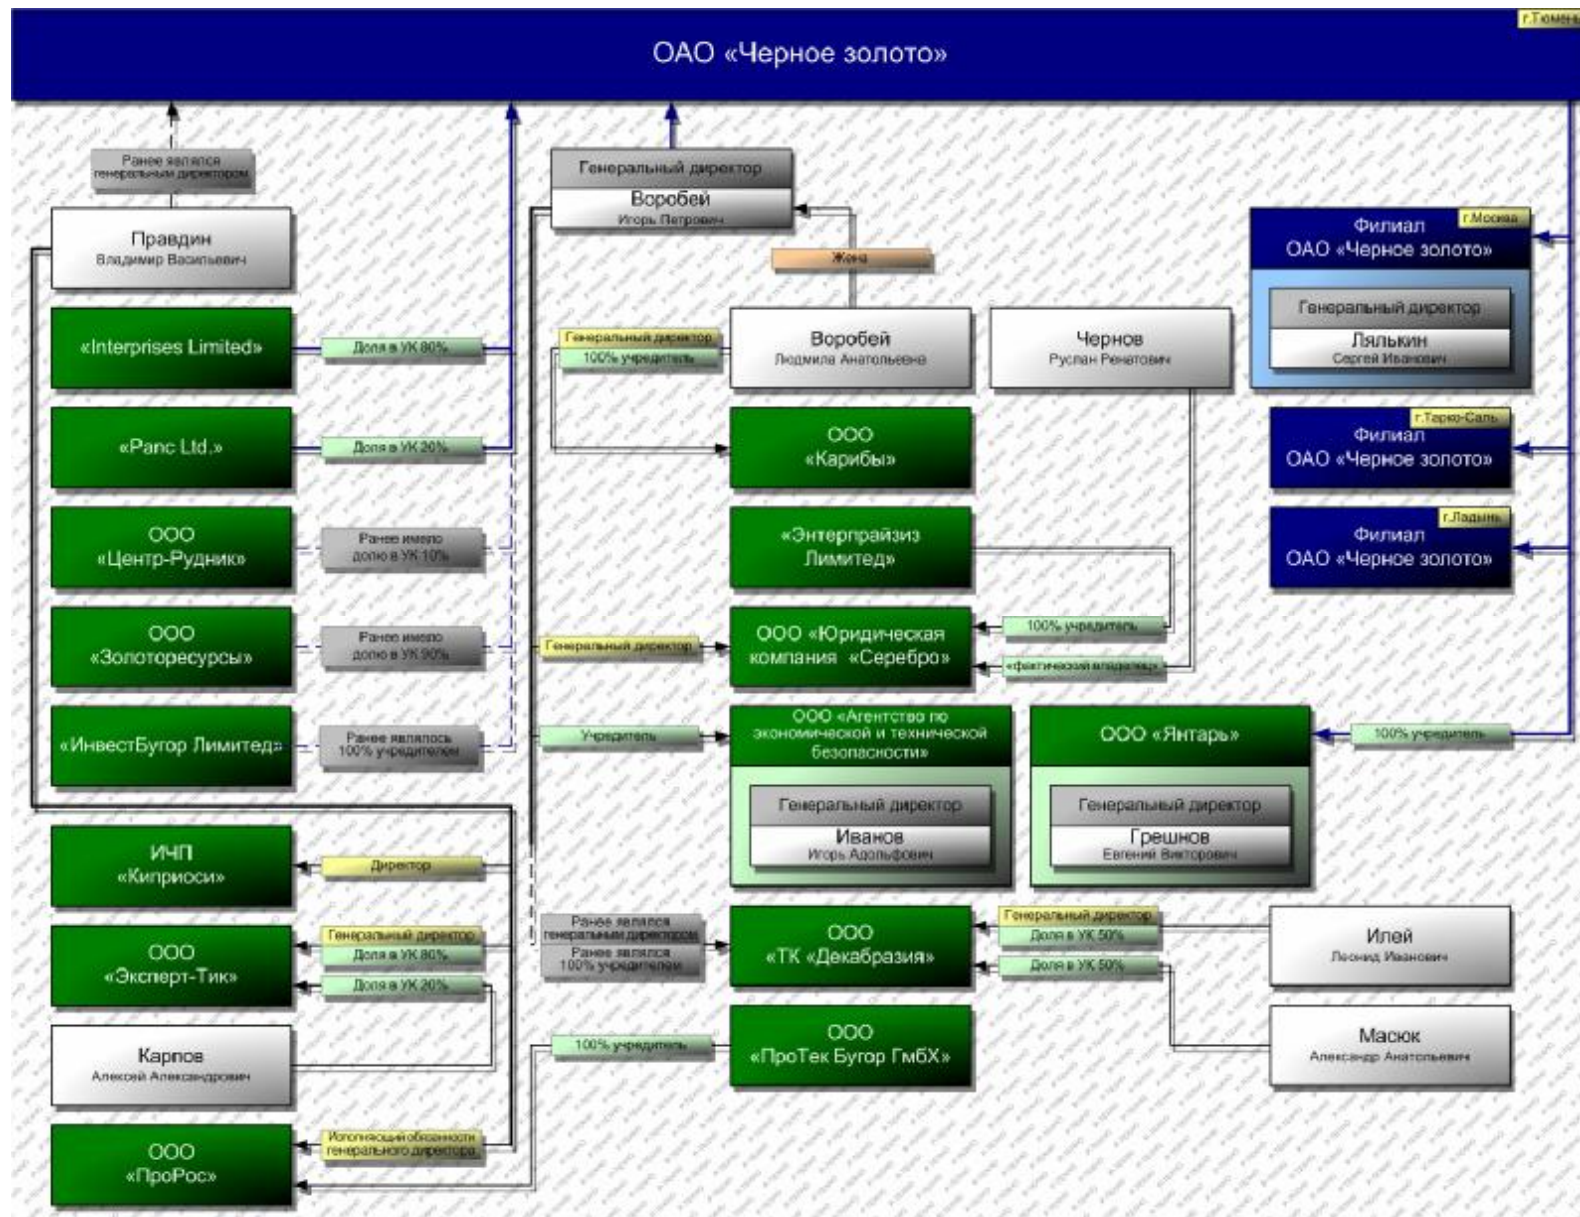 г.Тюмень
ОАО «Черное золото»
Ранее являлся
генеральным директором
Правдин
Владимир Васильевич
Генеральный директор
Воробей
Игорь Петрович
Жена
г.Москва
Филиал
ОАО «Черное золото»
Генеральный директор
Лялькин
Сергей Иванович
«Interprises Limited»
Доля в УК 80%
Генеральный директор
100% учредитель
Воробей
Людмила Анатольевна
Чернов
Руслан Ренатович
«Panc Ltd.»
Доля в УК 20%
ООО
«Карибы»
г.Тарко-Саль
Филиал
ОАО «Черное золото»
ООО
«Центр-Рудник»
Ранее имело
долю в УК 10%
«Энтерпрайзиз
Лимитед»
г.Ладынь
Филиал
ОАО «Черное золото»
ООО
«Золоторесурсы»
Ранее имело
долю в УК 90%
Генеральный директор
ООО «Юридическая
компания «Серебро»
100% учредитель
«фактический владелец»
«ИнвестБугор Лимитед»
Ранее являлось
100% учредителем
Учредитель
ООО «Агентство по
экономической и технической
безопасности»
Генеральный директор
Иванов
Игорь Адольфович
ООО «Янтарь»
100% учредитель
Генеральный директор
Грешнов
Евгений Викторович
ИЧП
«Киприоси»
Директор
ООО
«Эксперт-Тик»
Генеральный директор
Доля в УК 80%
Доля в УК 20%
Ранее являлся
генеральным директором
Ранее являлся
100% учредителем
ООО
«ТК «Декабразия»
Генеральный директор
Доля в УК 50%
Доля в УК 50%
Илей
Леонид Иванович
Карпов
Алексей Александрович
100% учредитель
ООО
«ПроТек Бугор ГмбХ»
Масюк
Александр Анатольевич
ООО
«ПроРос»
Исполняющий обязанности
генерального директора